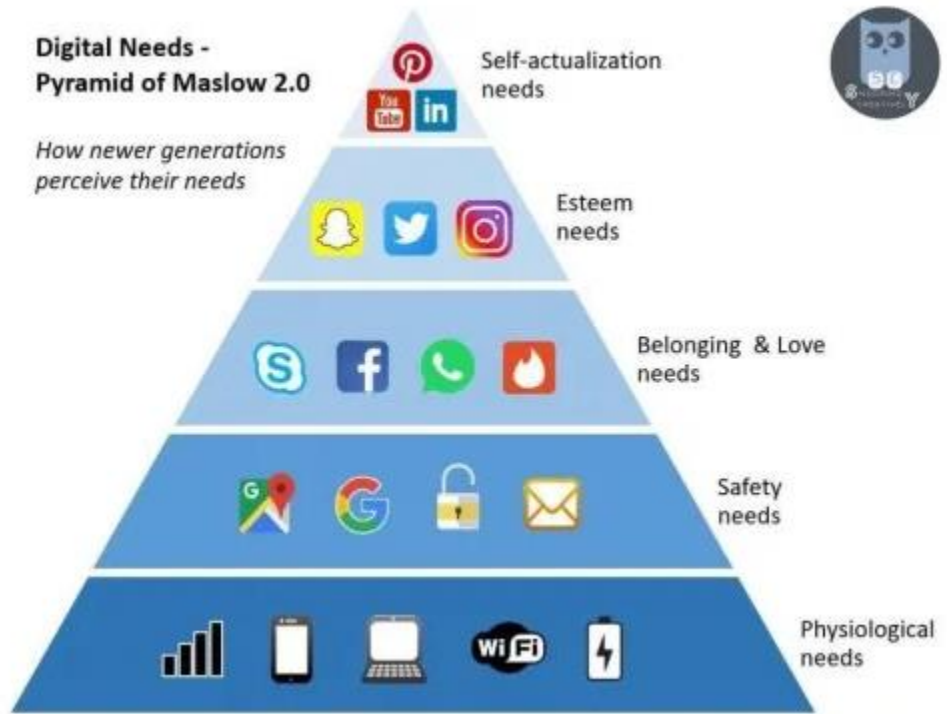 Digital Needs -
Pyramid of Maslow 2.0
How newer generations
perceive their needs
Self-actualization
needs
You
Tube
in
Esteem
needs
Belonging & Love
needs
S
f
Safety
needs
G
G
Physiological
needs
Wi Fi
S
Y